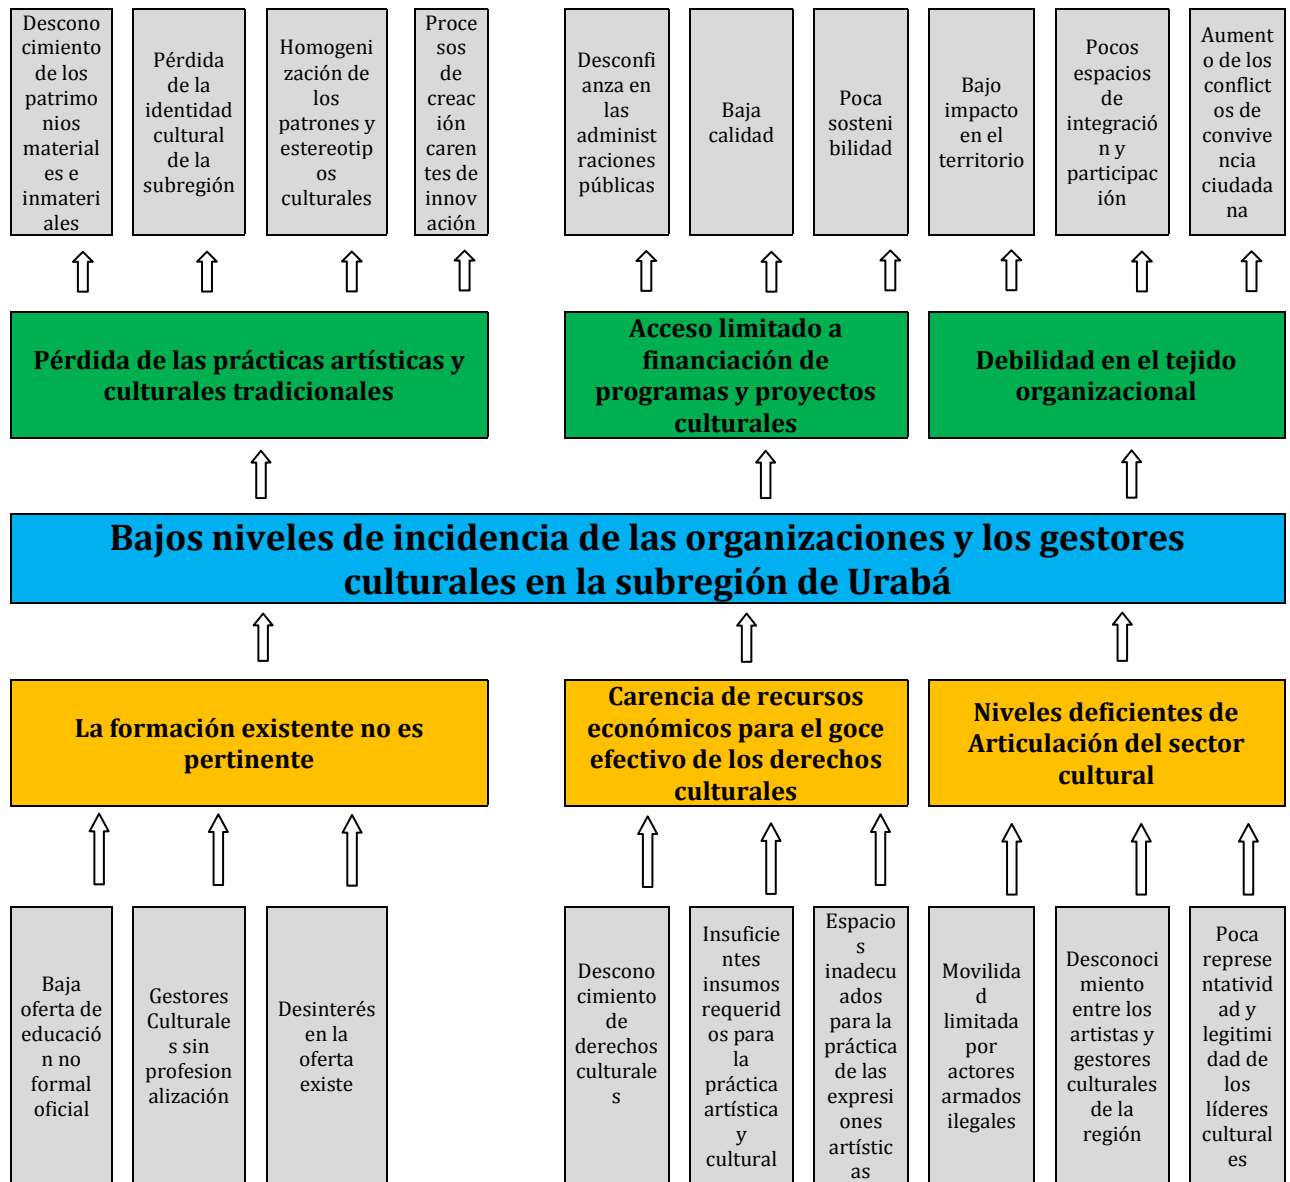 Descono
cimiento
de los
patrimo
nios
material
es e
inmateri
ales
Pérdida
de la
identidad
cultural
de la
subregión
Homogeni
zación de
los
patrones y
estereotip
os
culturales
Proce
sos
de
creac
ión
caren
tes de
innov
ación
Desconfi
anza en
las
administ
raciones
públicas
Baja
calidad
Poca
sosteni
bilidad
Bajo
impacto
en el
territorio
Pocos
espacios
de
integració
n y
participac
ión
Aument
o de los
conflict
os de
convive
ncia
ciudada
na
Pérdida de las prácticas artísticas y
culturales tradicionales
Acceso limitado a
financiación de
programas y proyectos
culturales
Debilidad en el tejido
organizacional
Bajos niveles de incidencia de las organizaciones y los gestores
culturales en la subregión de Urabá
La formación existente no es
pertinente
Carencia de recursos
económicos para el goce
efectivo de los derechos
culturales
Niveles deficientes de
Articulación del sector
cultural
Baja
oferta de
educació
n no
formal
oficial
Gestores
Culturale
s sin
profesion
alización
Desinterés
en la
oferta
existe
Descono
cimiento
de
derechos
culturale
s
Insuficie
ntes
insumos
requerid
os para
la
práctica
artística
y
cultural
Espacio
s
inadecu
ados
para la
práctica
de las
expresi
ones
artístic
as
Movilida
d
limitada
por
actores
armados
ilegales
Desconoci
miento
entre los
artistas y
gestores
culturales
de la
región
Poca
represe
ntativid
ad y
legitimi
dad de
los
líderes
cultural
es